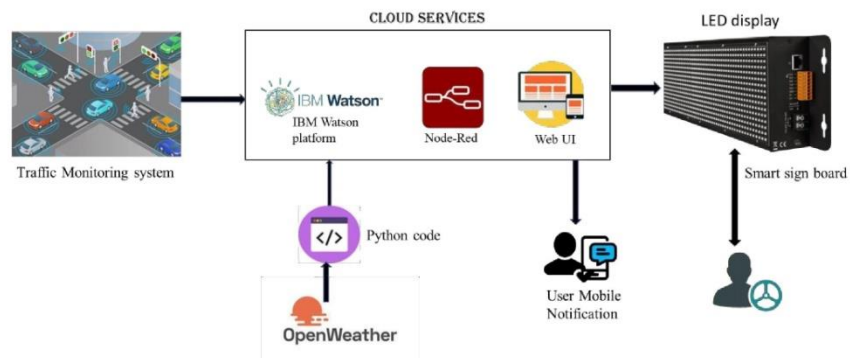 CLOUD SERVICES
LED display
IBM Watson™
IBM Watson
platform
Node-Red
Web UI
Traffic Monitoring system
Smart sign board
</>
Python code
User Mobile
Notification
OpenWeather